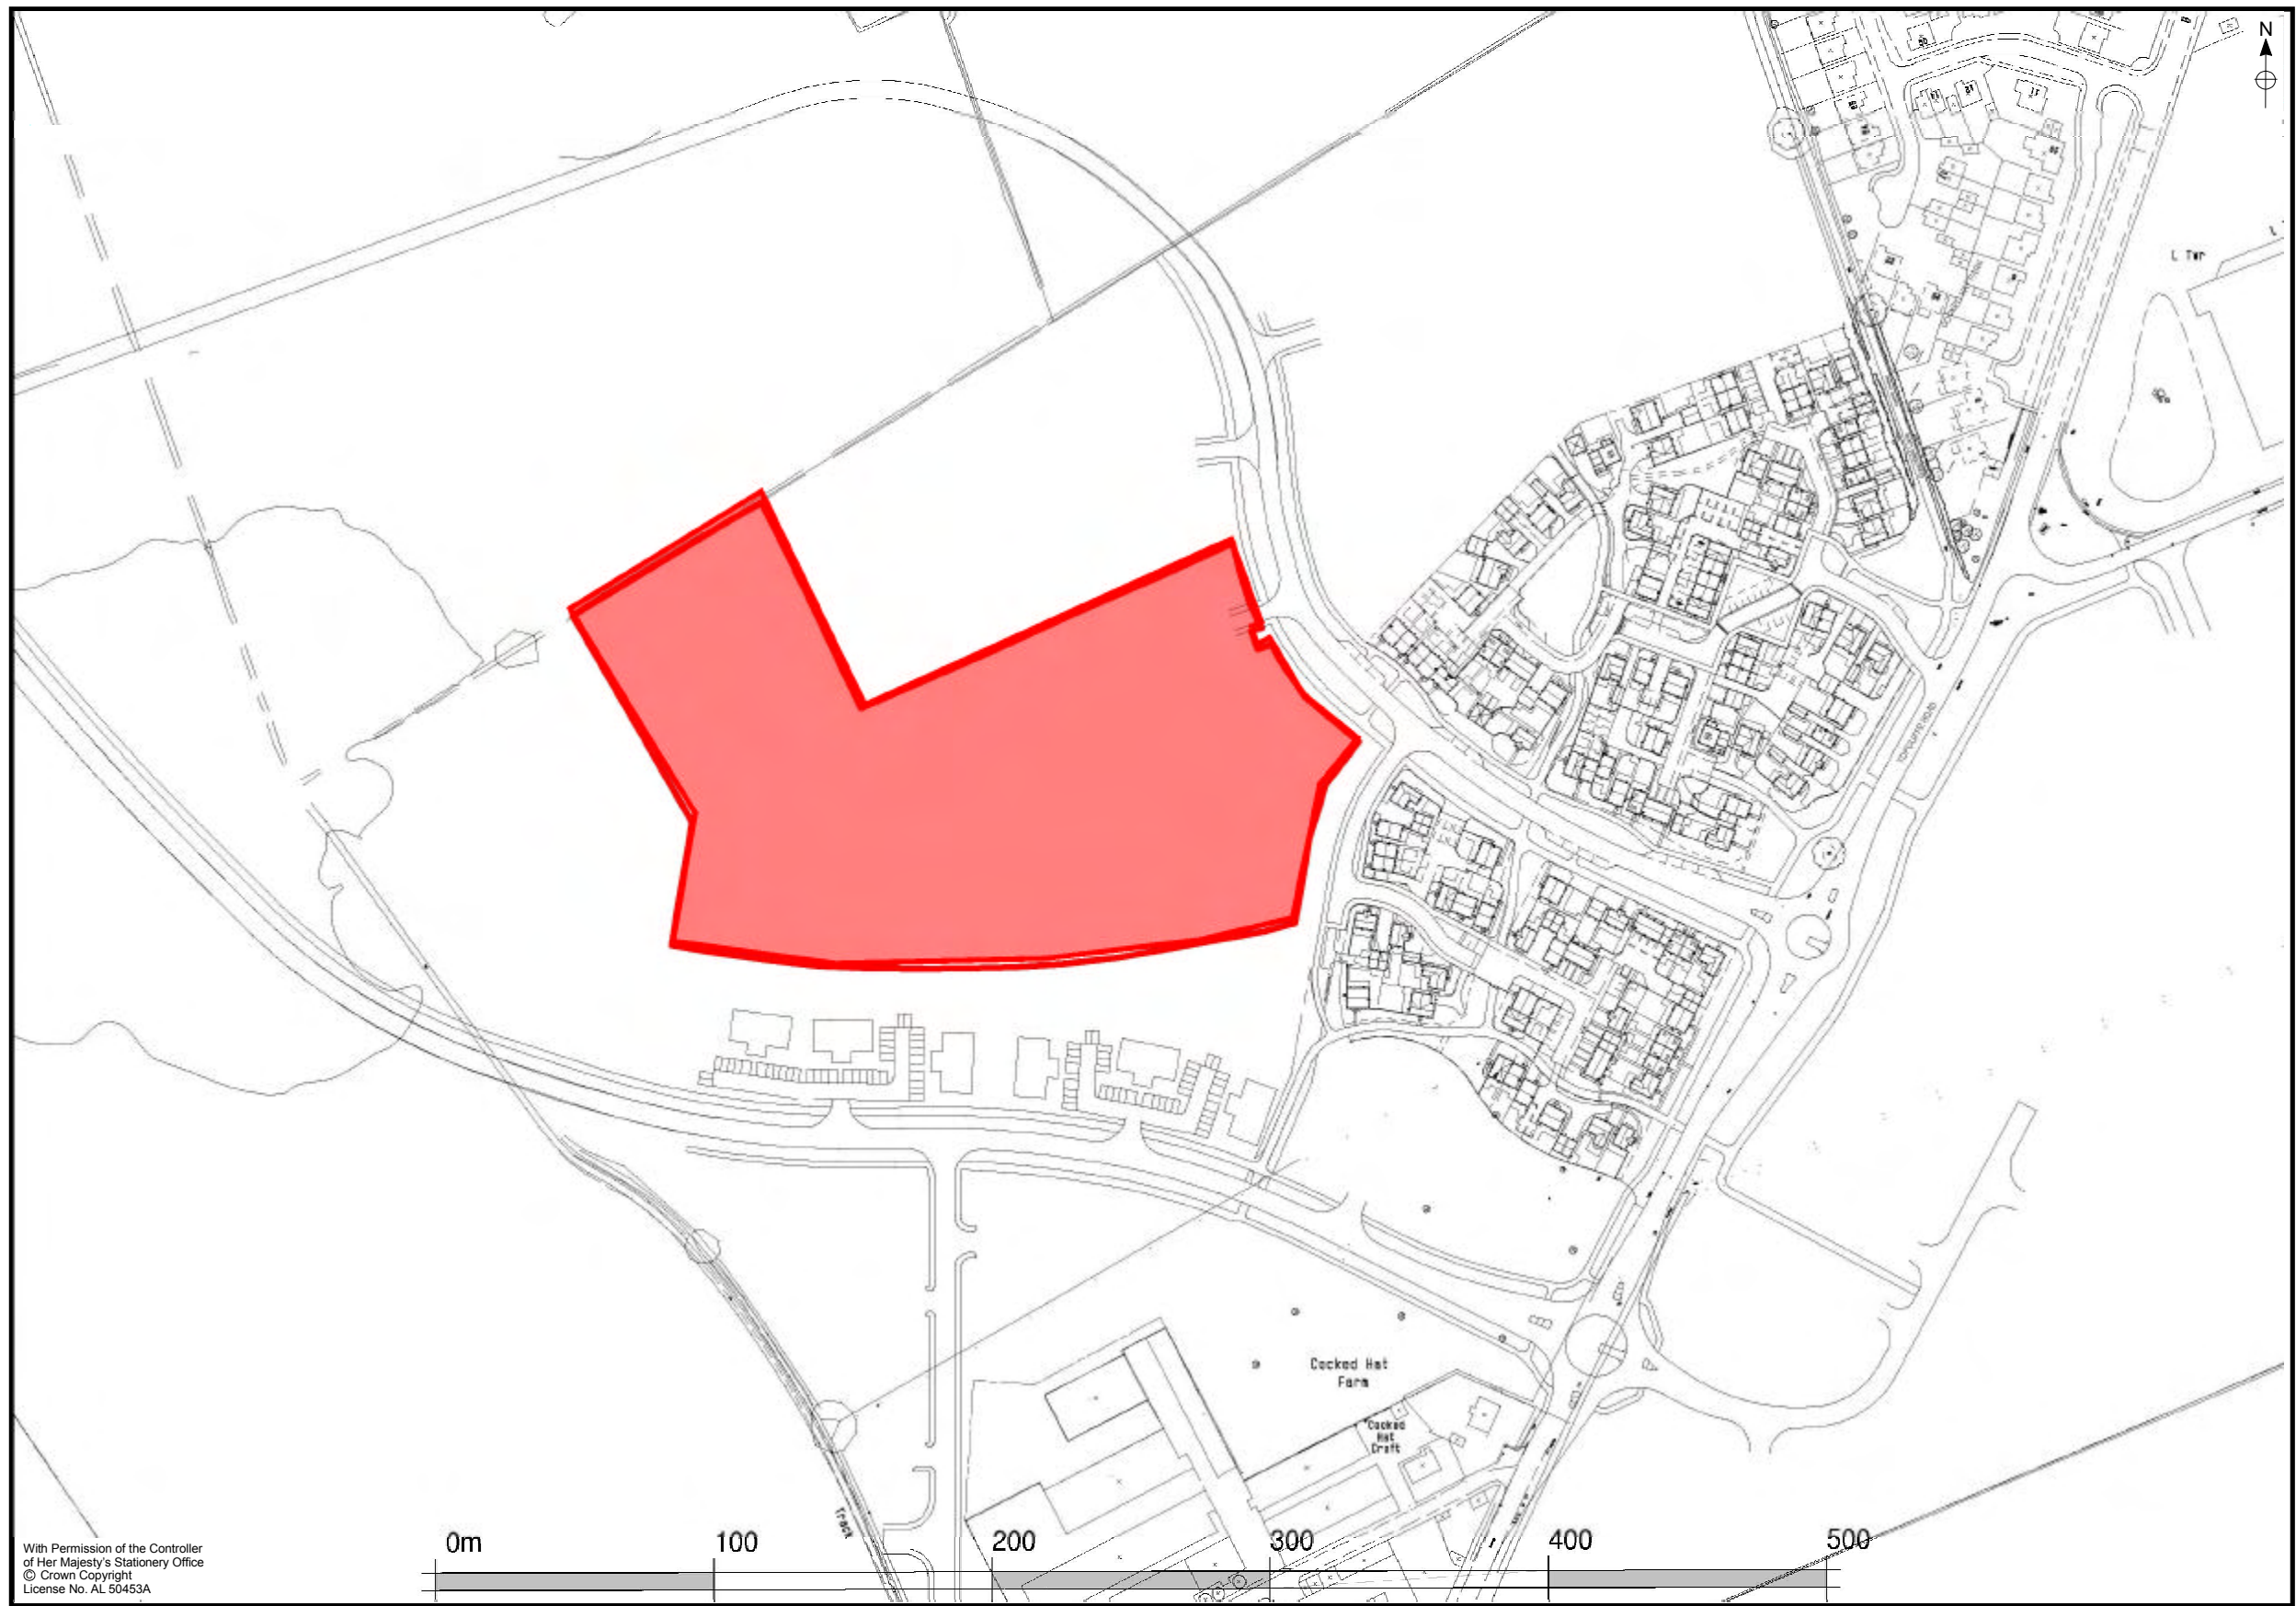 N
L Twr
Cocked Hat
Farm
Cocked
Hat
Croft
Track
0m
100
200
300
400
500
With Permission of the Controller
of Her Majesty's Stationery Office
© Crown Copyright
License No. AL 50453A